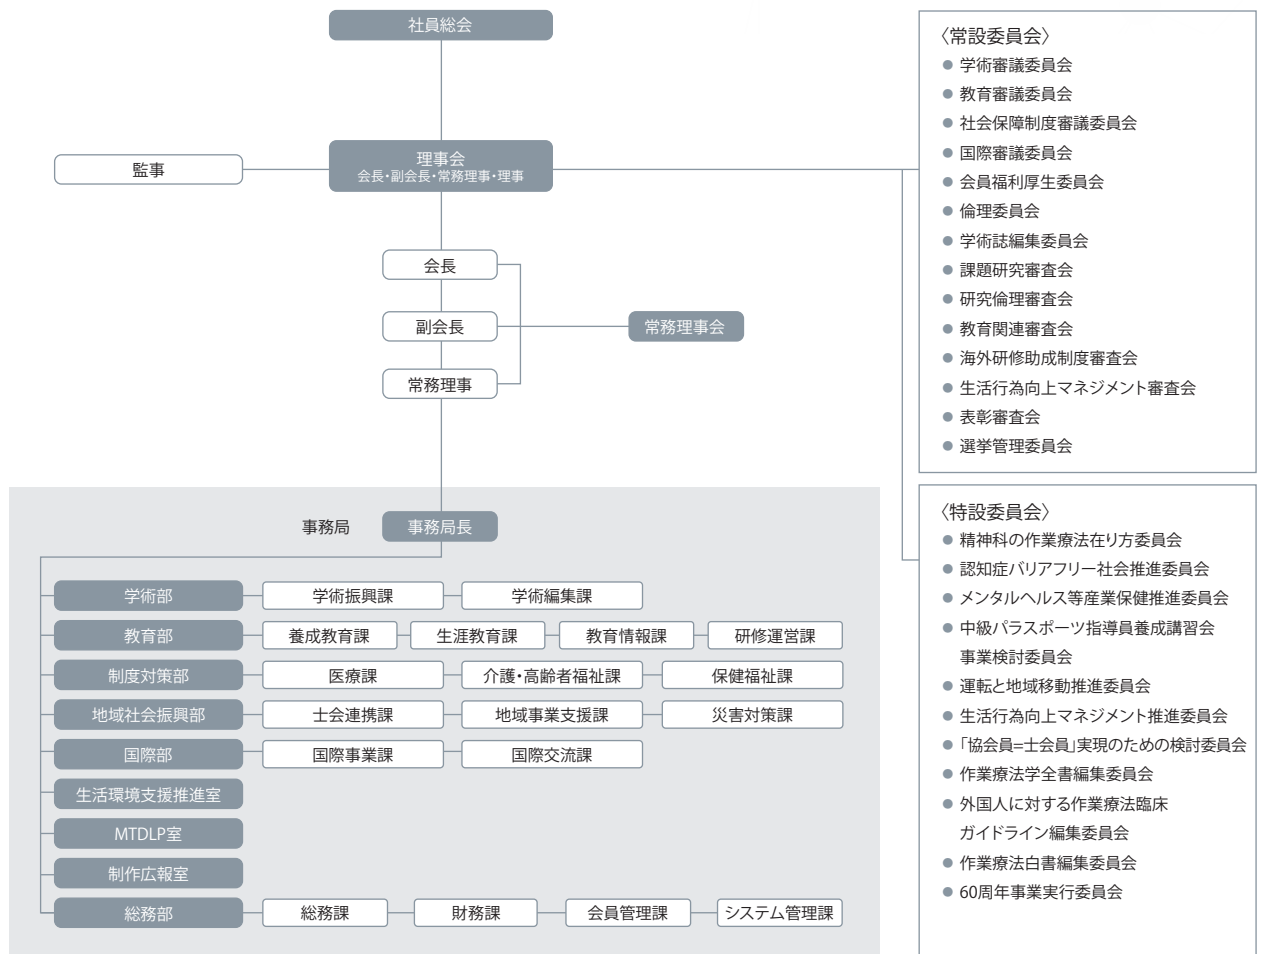 社員総会
監事
理事会
会長・副会長・常務理事・理事
会長
副会長
常務理事会
常務理事
事務局
事務局長
学術部
学術振興課
学術編集課
教育部
養成教育課
生涯教育課
教育情報課
研修運営課
制度対策部
医療課
介護・高齢者福祉課
保健福祉課
地域社会振興部
士会連携課
地域事業支援課
災害対策課
国際部
国際事業課
国際交流課
生活環境支援推進室
MTDLP室
制作広報室
総務部
総務課
財務課
会員管理課
システム管理課
〈常設委員会〉
● 学術審議委員会
● 教育審議委員会
● 社会保障制度審議委員会
● 国際審議委員会
● 会員福利厚生委員会
● 倫理委員会
● 学術誌編集委員会
● 課題研究審査会
● 研究倫理審査会
● 教育関連審査会
● 海外研修助成制度審査会
● 生活行為向上マネジメント審査会
● 表彰審査会
● 選挙管理委員会
〈特設委員会〉
● 精神科の作業療法在り方委員会
● 認知症バリアフリー社会推進委員会
● メンタルヘルス等産業保健推進委員会
● 中級パラスポーツ指導員養成講習会
事業検討委員会
● 運転と地域移動推進委員会
● 生活行為向上マネジメント推進委員会
● 「協会員=士会員」実現のための検討委員会
● 作業療法学全書編集委員会
● 外国人に対する作業療法臨床
ガイドライン編集委員会
● 作業療法白書編集委員会
● 60周年事業実行委員会